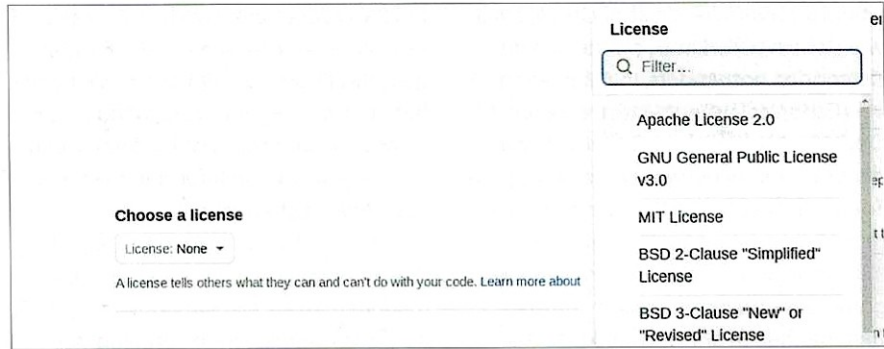 License
Filter...
Apache License 2.0
GNU General Public License
v3.0
MIT License
BSD 2-Clause "Simplified"
License
BSD 3-Clause "New" or
"Revised" License
Choose a license
License: None
A license tells others what they can and can't do with your code. Learn more about